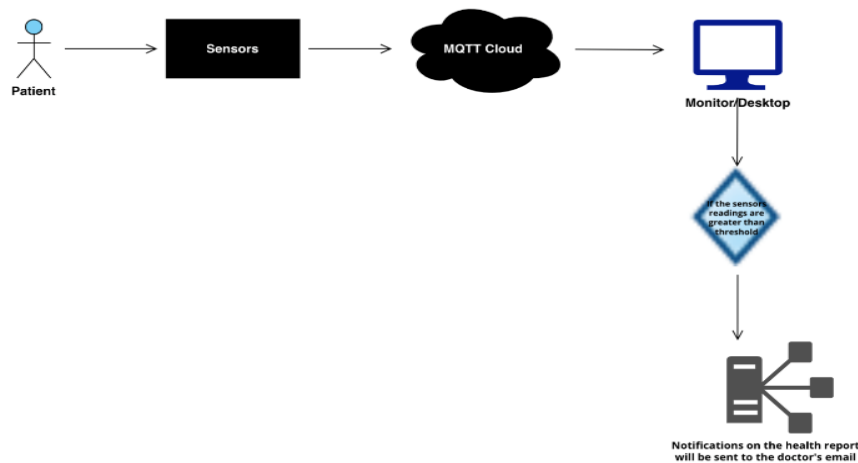 Patient
Sensors
MQTT Cloud
Monitor/Desktop
If the sensors
readings are
greater than
threshold
Notifications on the health report
will be sent to the doctor's email